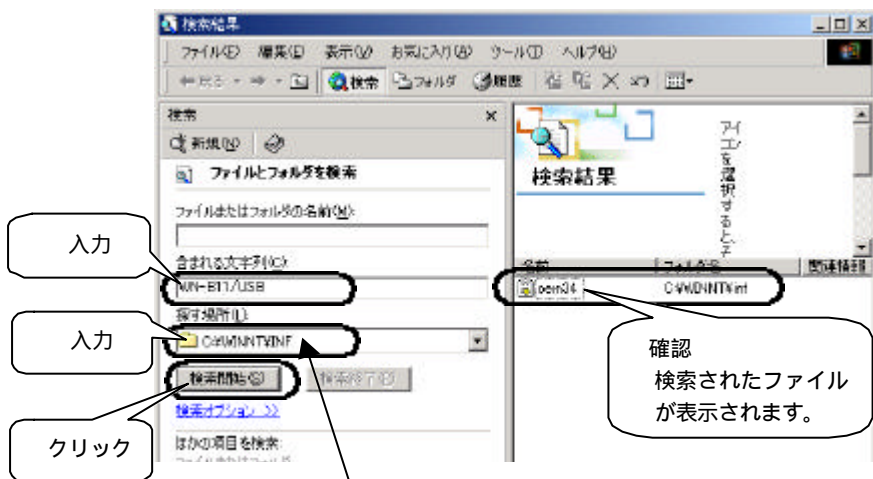 検索結果
ファイル(F) 編集(E) 表示(V) お気に入り(A) ツール(T) ヘルプ(H)
戻る 検索 フォルダ 履歴
検索
新規(N)
ファイルとフォルダを検索
ファイルまたはフォルダの名前(M):
含まれる文字列(C):
WN-B11/USB
探す場所(L):
C:¥WINNT¥INF
検索開始(S) 検索終了(P)
検索オプション >>
ほかの項目を検索:
検索結果
アイコンを選択すると、そ
名前 フォルダ名 関連情報
oem34 C:¥WINNT¥inf
入力
入力
クリック
確認
検索されたファイル
が表示されます。